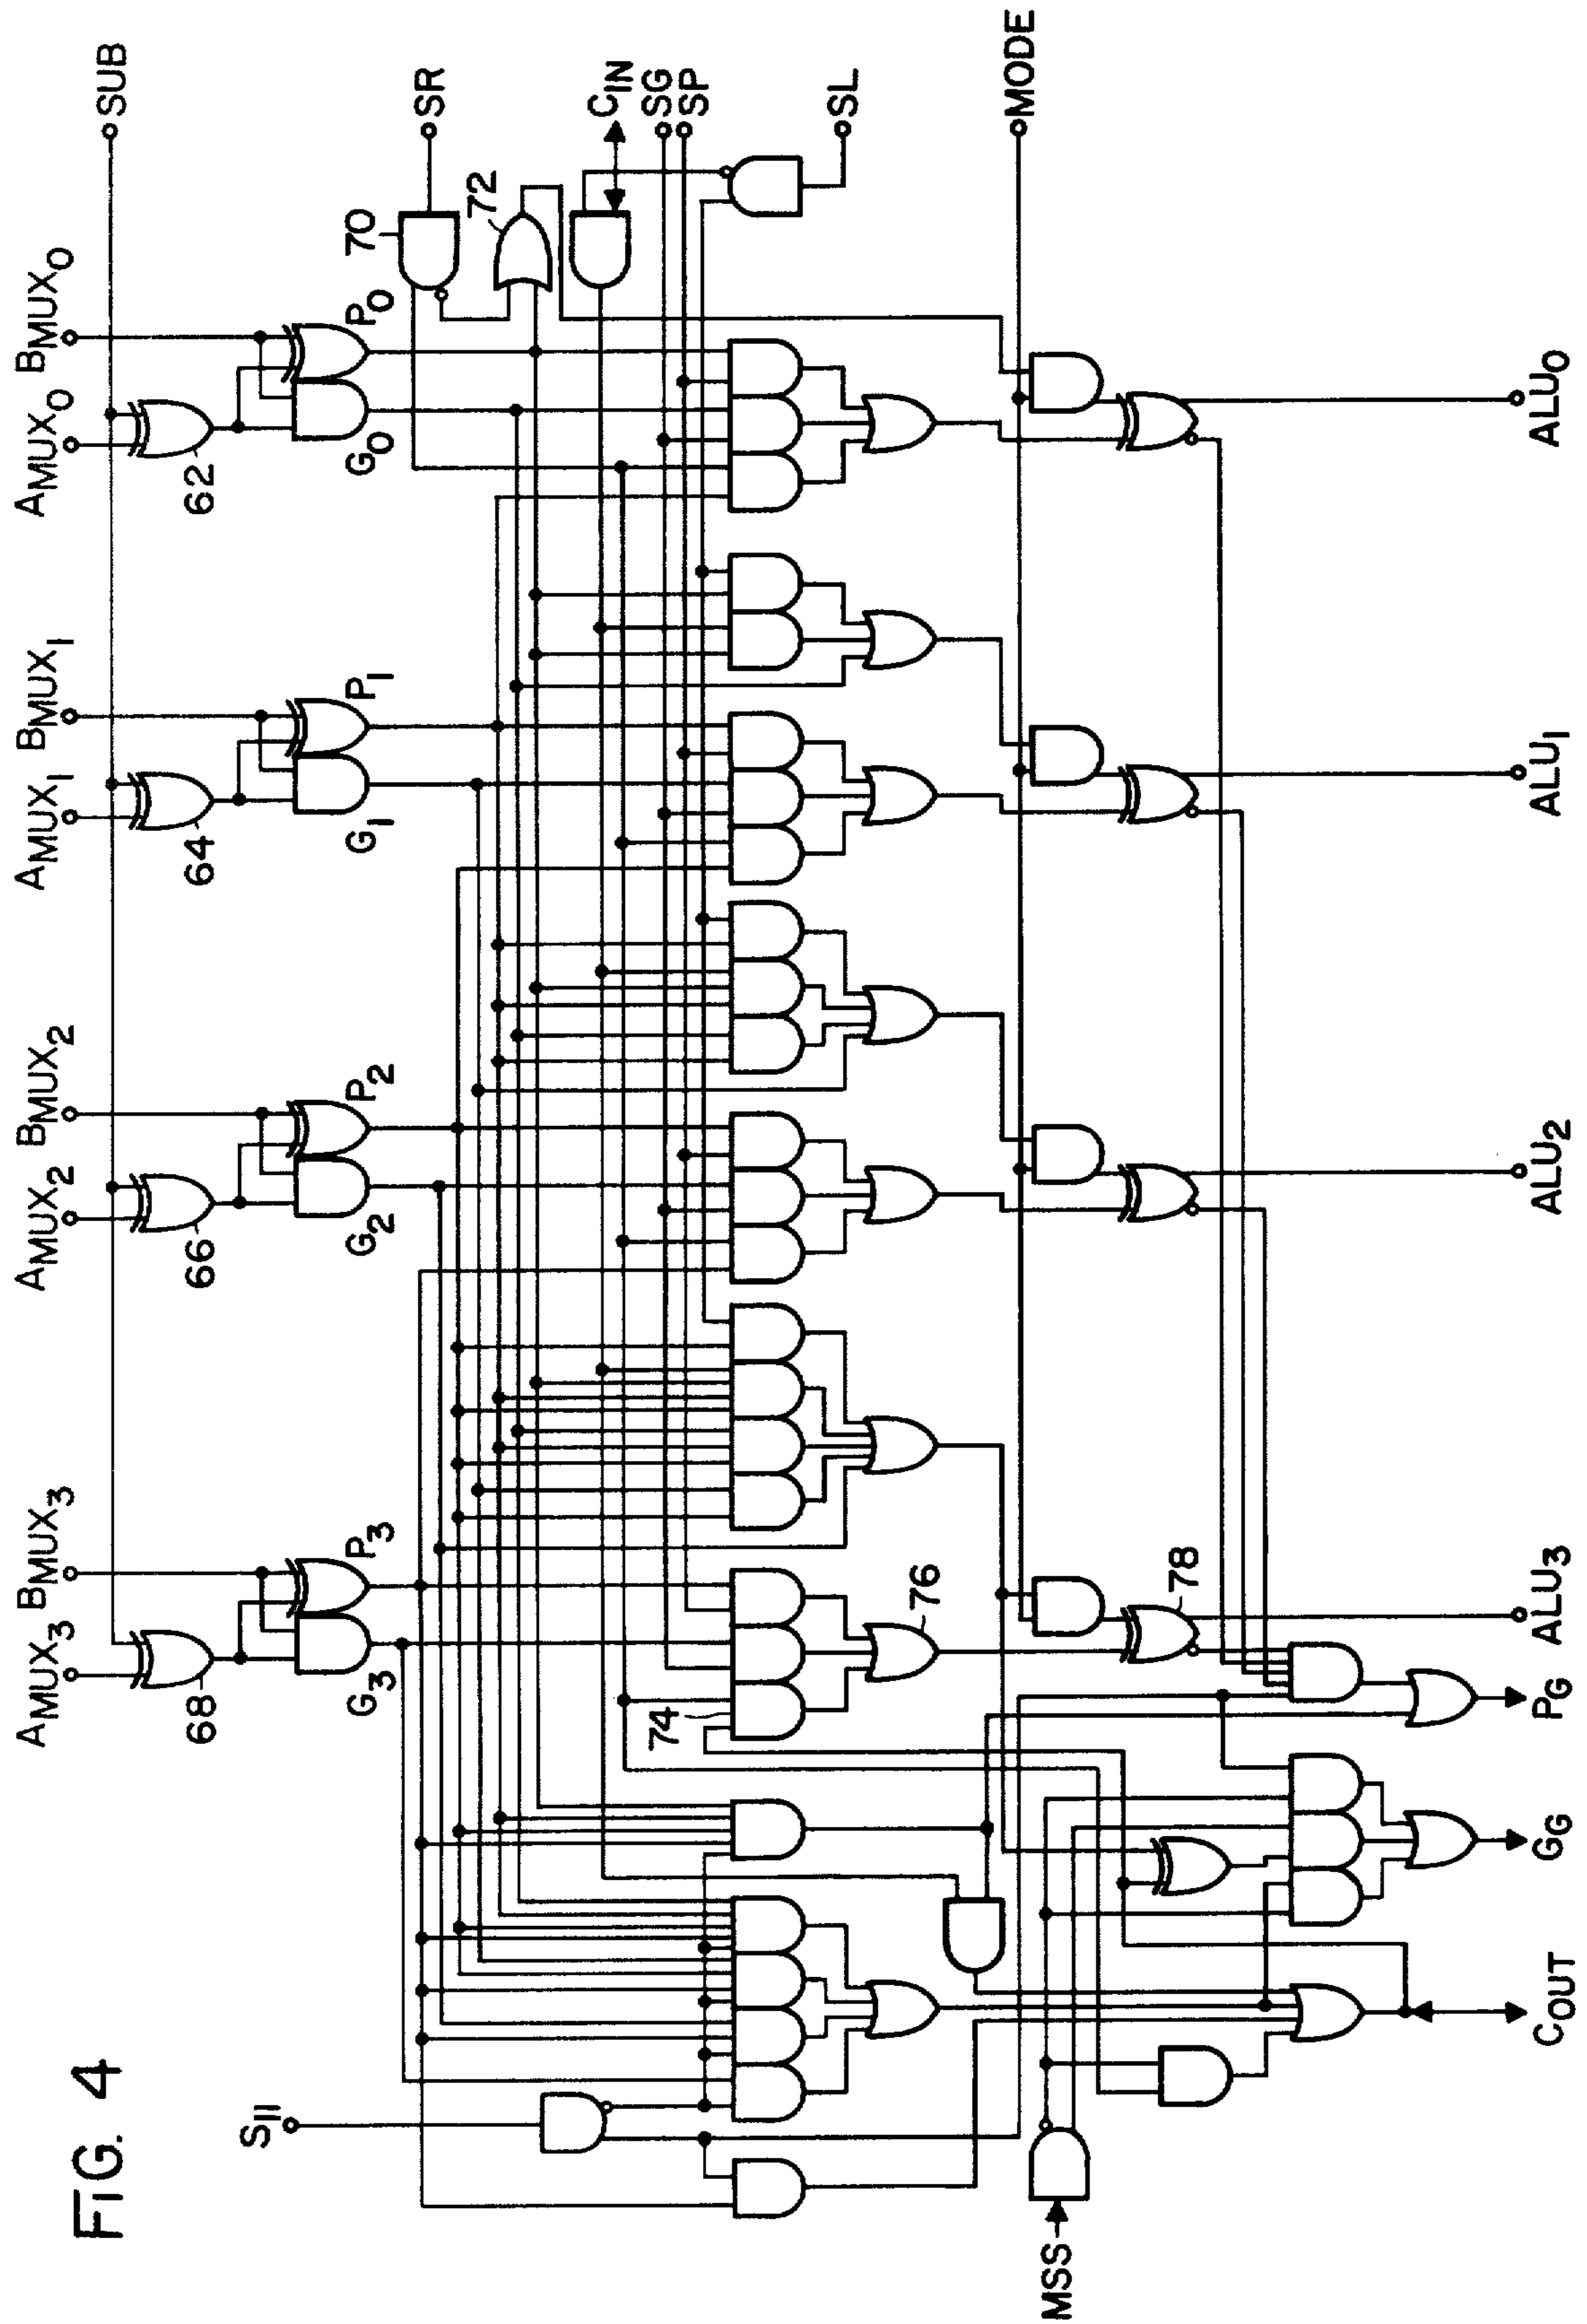 FIG. 4
AMUX3 BMUX3 AMUX2 BMUX2 AMUX1 BMUX1 AMUX0 BMUX0
SUB
68 66 64 62
G3 P3 G2 P2 G1 P1 G0 P0
SR
70
72
S11
CIN
SG
SP
74
76
SL
MSS
MODE
78
COUT GG PG ALU3 ALU2 ALU1 ALU0